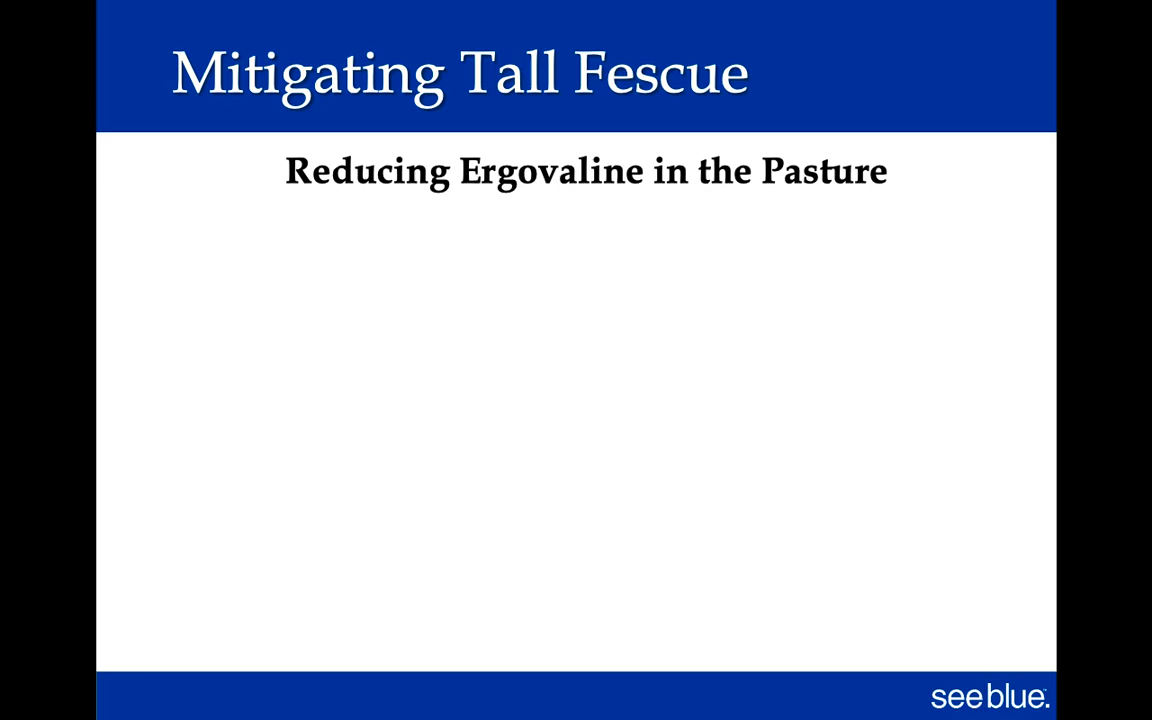 Mitigating Tall Fescue
Reducing Ergovaline in the Pasture
see blue.